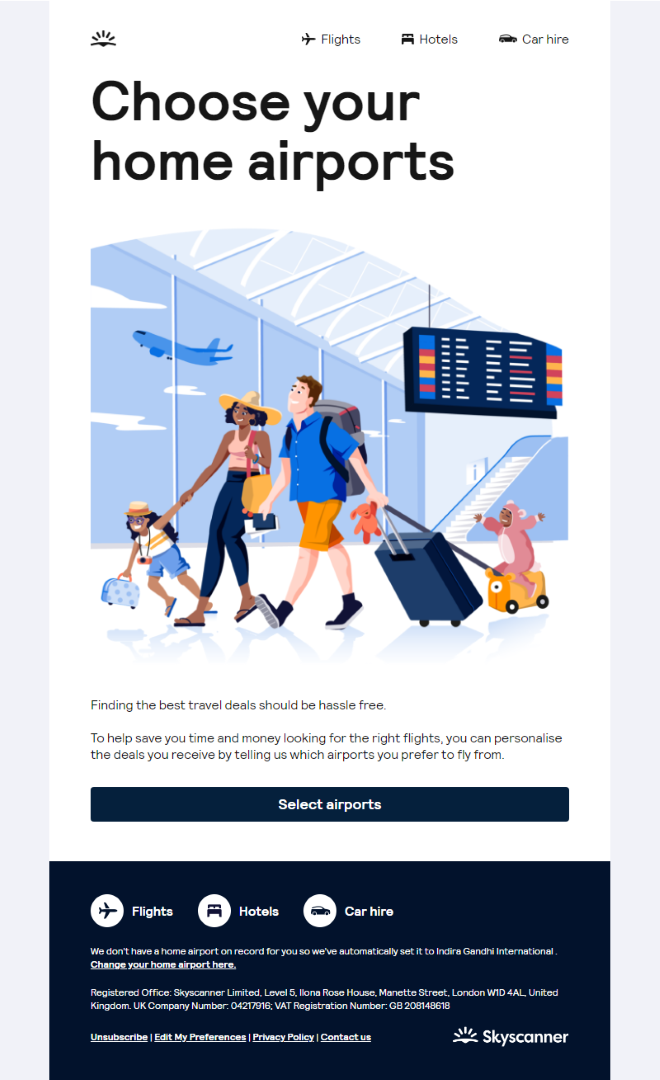 Flights
Hotels
Car hire
Choose your
home airports
Finding the best travel deals should be hassle free.
To help save you time and money looking for the right flights, you can personalise
the deals you receive by telling us which airports you prefer to fly from.
Select airports
Flights
Hotels
Car hire
We don't have a home airport on record for you so we've automatically set it to Indira Gandhi International .
Change your home airport here.
Registered Office: Skyscanner Limited, Level 5, Ilona Rose House, Manette Street, London W1D 4AL, United
Kingdom. UK Company Number: 04217916; VAT Registration Number: GB 208148618
Unsubscribe | Edit My Preferences | Privacy Policy | Contact us
Skyscanner